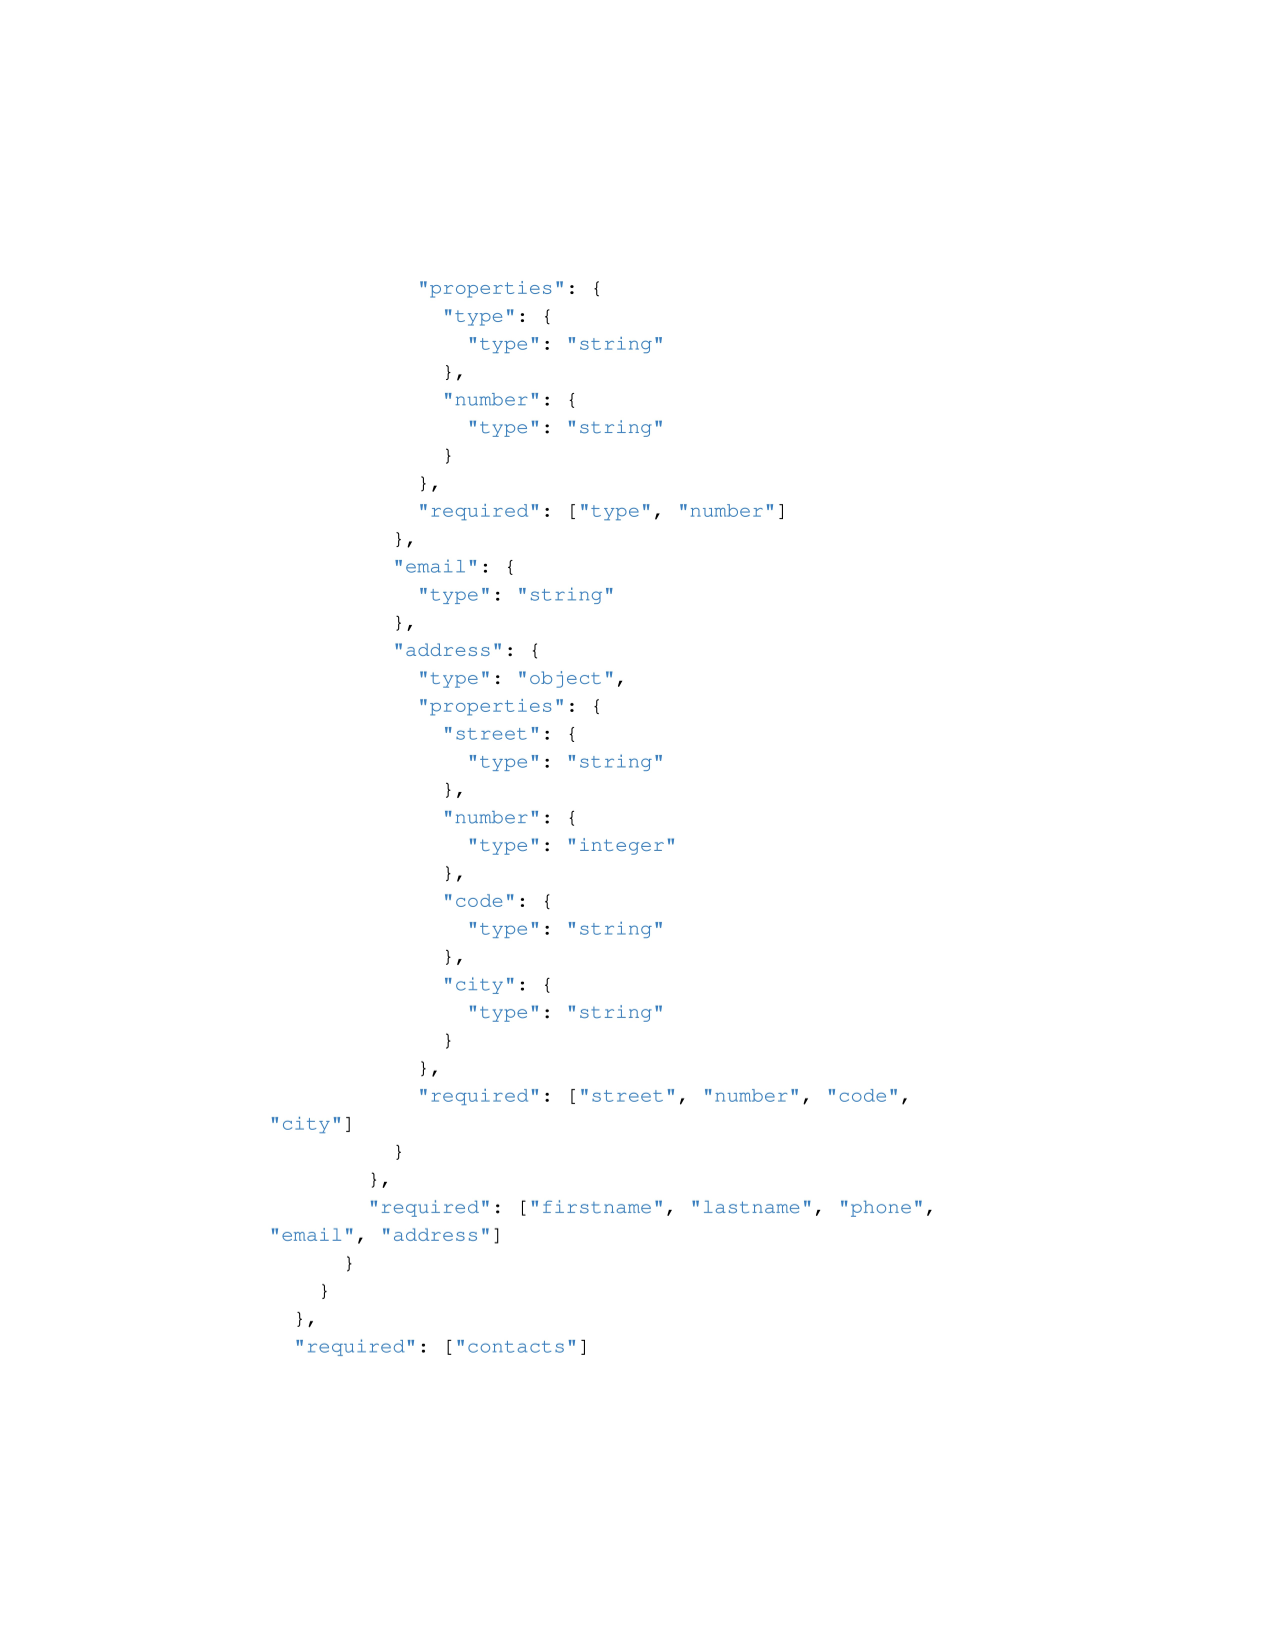 "properties": {
              "type": {
                "type": "string"
              },
              "number": {
                "type": "string"
              }
            },
            "required": ["type", "number"]
          },
          "email": {
            "type": "string"
          },
          "address": {
            "type": "object",
            "properties": {
              "street": {
                "type": "string"
              },
              "number": {
                "type": "integer"
              },
              "code": {
                "type": "string"
              },
              "city": {
                "type": "string"
              }
            },
            "required": ["street", "number", "code",
"city"]
          }
        },
        "required": ["firstname", "lastname", "phone",
"email", "address"]
      }
    }
  },
  "required": ["contacts"]